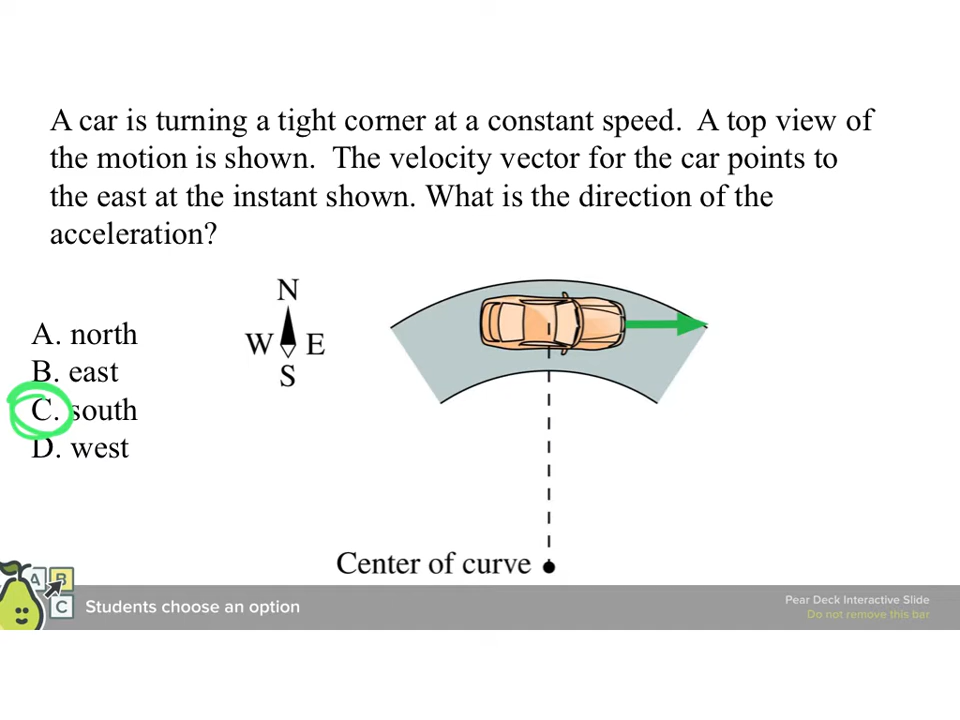 A car is turning a tight corner at a constant speed.  A top view of
the motion is shown.  The velocity vector for the car points to
the east at the instant shown. What is the direction of the
acceleration?
A. north
B. east
C. south
D. west
N
W E
S
Center of curve
A B
C
Students choose an option
Pear Deck Interactive Slide
Do not remove this bar